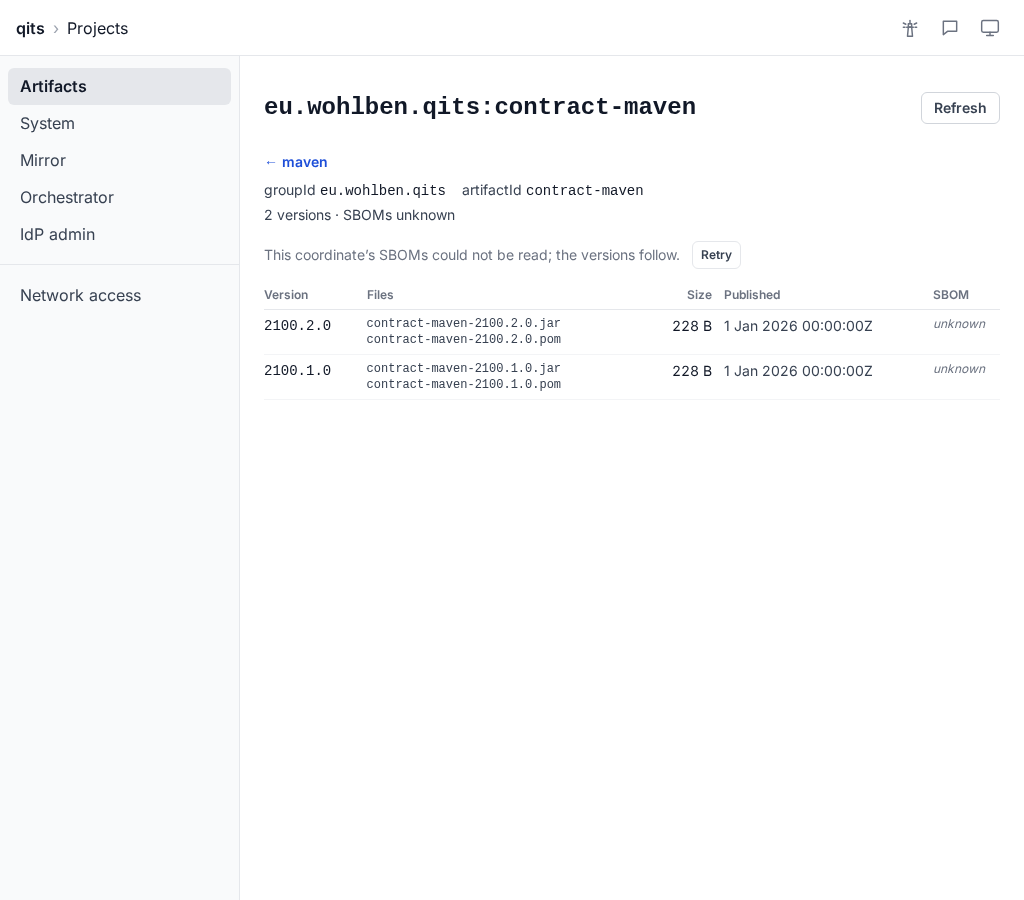 qits › Projects
Artifacts
System
Mirror
Orchestrator
IdP admin
Network access
eu.wohlben.qits:contract-maven
Refresh
← maven
groupId eu.wohlben.qits artifactId contract-maven
2 versions · SBOMs unknown
This coordinate’s SBOMs could not be read; the versions follow. Retry
Version Files Size Published SBOM
2100.2.0 contract-maven-2100.2.0.jar 228 B 1 Jan 2026 00:00:00Z unknown
contract-maven-2100.2.0.pom
2100.1.0 contract-maven-2100.1.0.jar 228 B 1 Jan 2026 00:00:00Z unknown
contract-maven-2100.1.0.pom